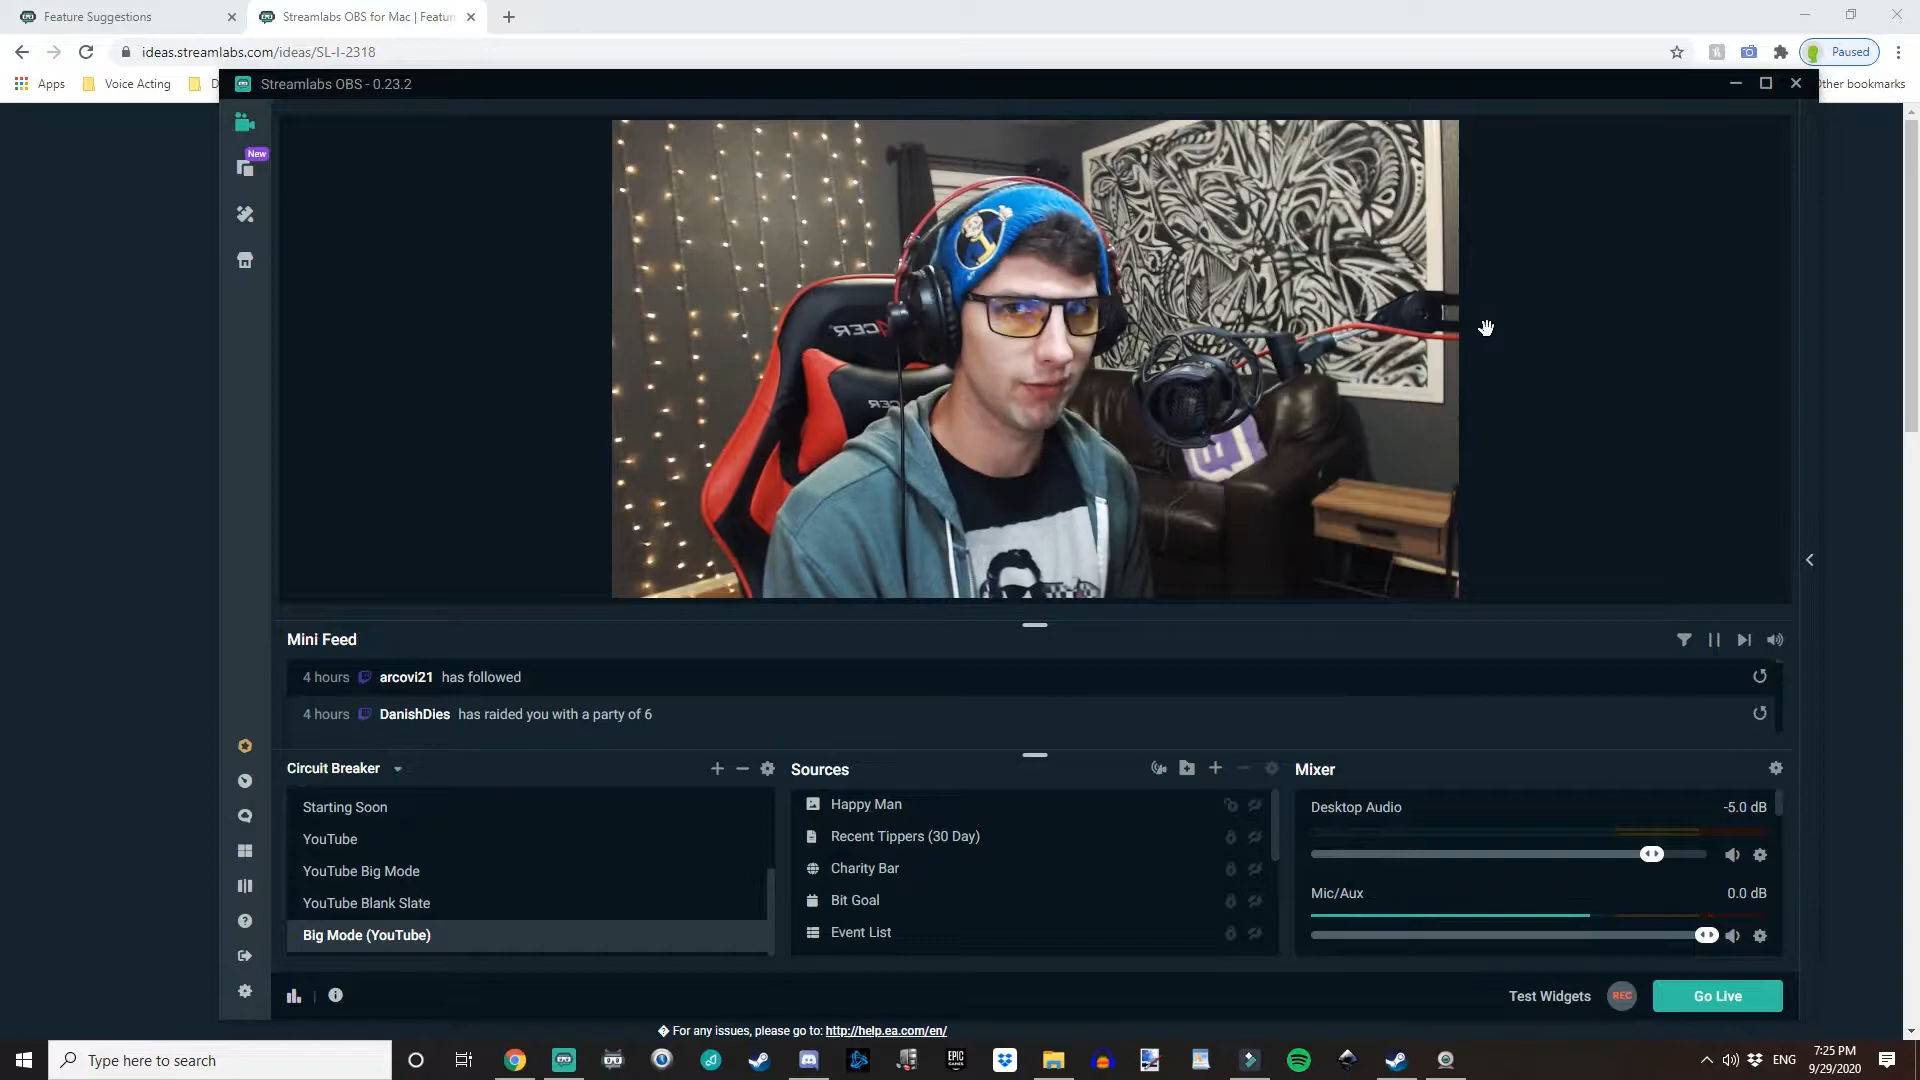 Feature Suggestions
Streamlabs OBS for Mac | Featur
ideas.streamlabs.com/ideas/SL-I-2318
Paused
Apps
Voice Acting
D
Other bookmarks
Streamlabs OBS - 0.23.2
New
Mini Feed
4 hours arcovi21 has followed
4 hours DanishDies has raided you with a party of 6
Circuit Breaker
Starting Soon
YouTube
YouTube Big Mode
YouTube Blank Slate
Big Mode (YouTube)
Sources
Happy Man
Recent Tippers (30 Day)
Charity Bar
Bit Goal
Event List
Mixer
Desktop Audio -5.0 dB
Mic/Aux 0.0 dB
Test Widgets
REC
Go Live
� For any issues, please go to: http://help.ea.com/en/
Type here to search
EPIC
GAMES
ENG
7:25 PM
9/29/2020